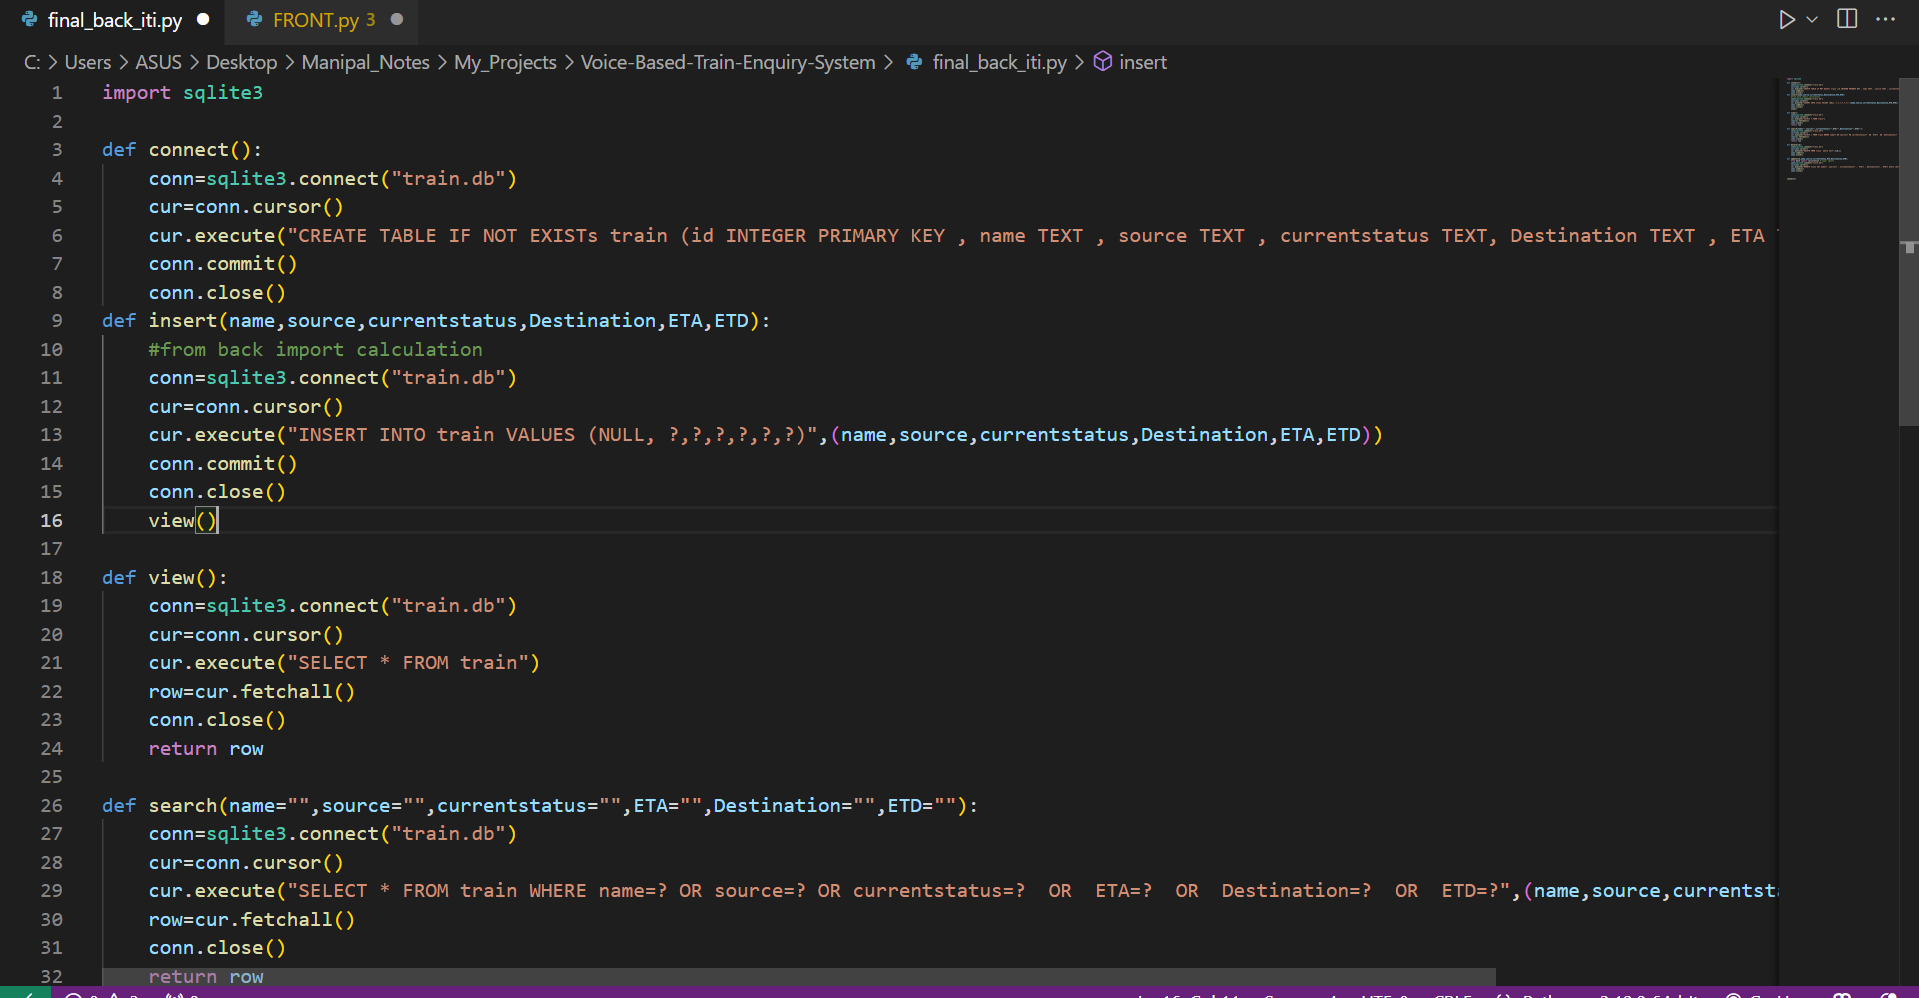 final_back_iti.py
FRONT.py 3
C: > Users > ASUS > Desktop > Manipal_Notes > My_Projects > Voice-Based-Train-Enquiry-System > final_back_iti.py > insert
1 import sqlite3
2
3 def connect():
4 conn=sqlite3.connect("train.db")
5 cur=conn.cursor()
6 cur.execute("CREATE TABLE IF NOT EXISTs train (id INTEGER PRIMARY KEY , name TEXT , source TEXT , currentstatus TEXT, Destination TEXT , ETA
7 conn.commit()
8 conn.close()
9 def insert(name,source,currentstatus,Destination,ETA,ETD):
10 #from back import calculation
11 conn=sqlite3.connect("train.db")
12 cur=conn.cursor()
13 cur.execute("INSERT INTO train VALUES (NULL, ?,?,?,?,?,?)",(name,source,currentstatus,Destination,ETA,ETD))
14 conn.commit()
15 conn.close()
16 view()
17
18 def view():
19 conn=sqlite3.connect("train.db")
20 cur=conn.cursor()
21 cur.execute("SELECT * FROM train")
22 row=cur.fetchall()
23 conn.close()
24 return row
25
26 def search(name="",source="",currentstatus="",ETA="",Destination="",ETD=""):
27 conn=sqlite3.connect("train.db")
28 cur=conn.cursor()
29 cur.execute("SELECT * FROM train WHERE name=? OR source=? OR currentstatus=?  OR  ETA=?  OR  Destination=?  OR  ETD=?",(name,source,currentsta
30 row=cur.fetchall()
31 conn.close()
32 return row